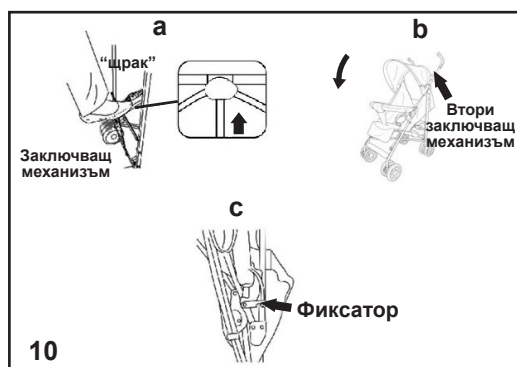 a
“щрак”
Заключващ
механизъм
b
Втори
заключващ
механизъм
c
Фиксатор
10